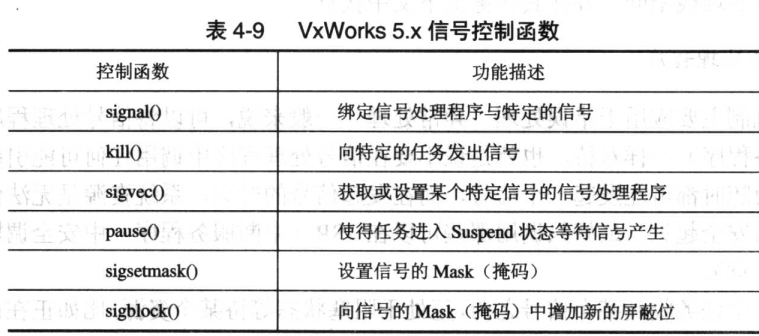 表 4-9 VxWorks 5.x 信号控制函数
控制函数 功能描述
signal() 绑定信号处理程序与特定的信号
kill() 向特定的任务发出信号
sigvec() 获取或设置某个特定信号的信号处理程序
pause() 使得任务进入 Suspend 状态等待信号产生
sigsetmask() 设置信号的 Mask（掩码）
sigblock() 向信号的 Mask（掩码）中增加新的屏蔽位